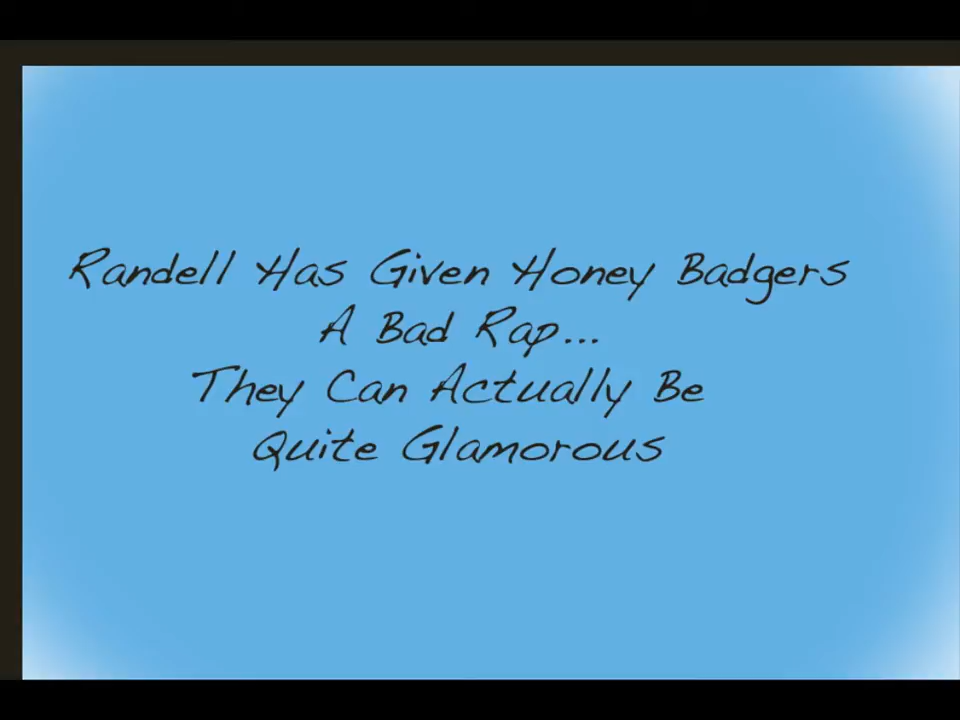 Randell Has Given Honey Badgers
A Bad Rap...
They Can Actually Be
Quite Glamorous